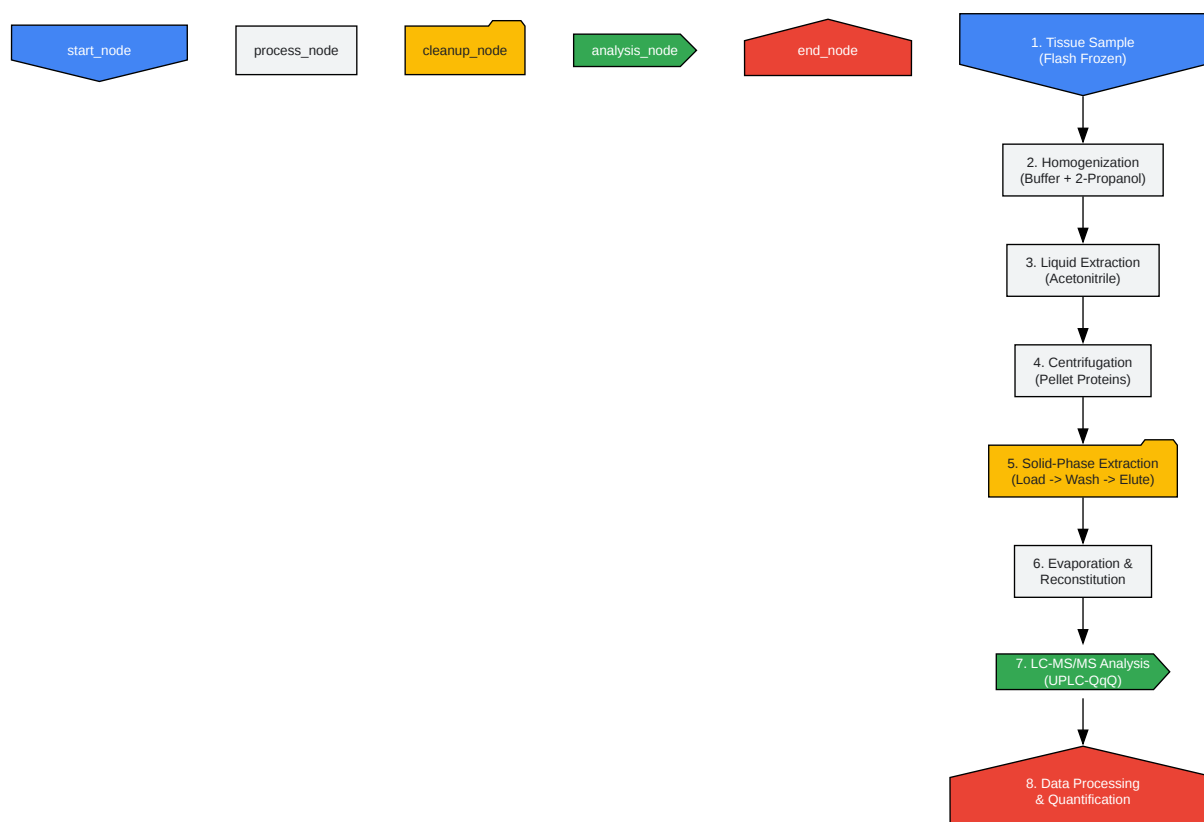 start_node
process_node
cleanup_node
analysis_node
end_node
1. Tissue Sample
(Flash Frozen)
2. Homogenization
(Buffer + 2-Propanol)
3. Liquid Extraction
(Acetonitrile)
4. Centrifugation
(Pellet Proteins)
5. Solid-Phase Extraction
(Load -> Wash -> Elute)
6. Evaporation &
Reconstitution
7. LC-MS/MS Analysis
(UPLC-QqQ)
8. Data Processing
& Quantification